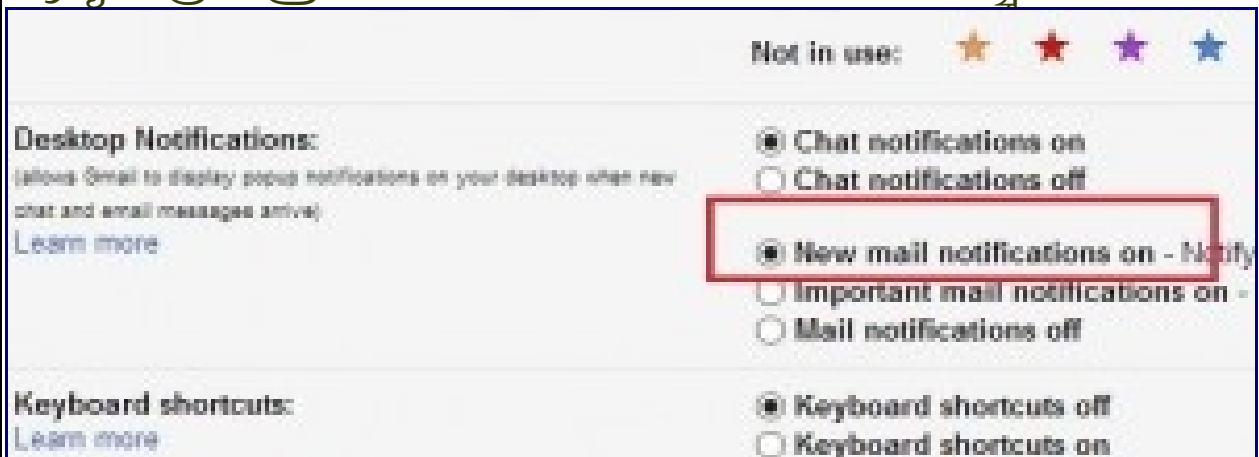 Not in use:
Desktop Notifications:
(allows Gmail to display popup notifications on your desktop when new
chat and email messages arrive)
Learn more
Chat notifications on
Chat notifications off
New mail notifications on - Notify
Important mail notifications on -
Mail notifications off
Keyboard shortcuts:
Learn more
Keyboard shortcuts off
Keyboard shortcuts on